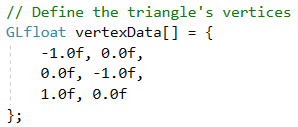 // Define the triangle's vertices
GLfloat vertexData[] = {
    -1.0f, 0.0f,
    0.0f, -1.0f,
    1.0f, 0.0f
};